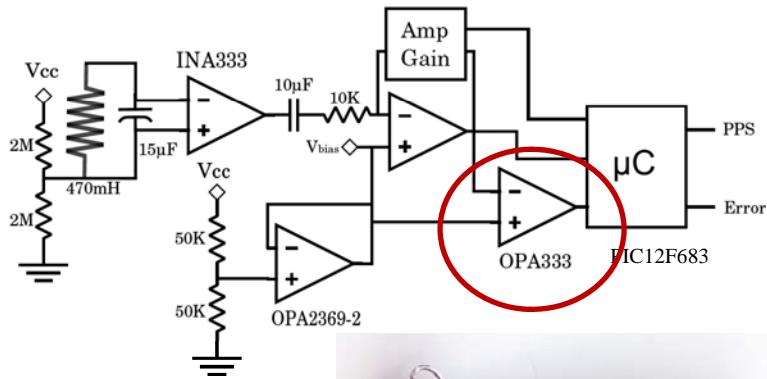 Amp
Gain
INA333
Vcc
10µF
10K
2M
15µF
470mH
Vbias
µC
PPS
Error
Vcc
2M
50K
OPA333
PIC12F683
50K
OPA2369-2